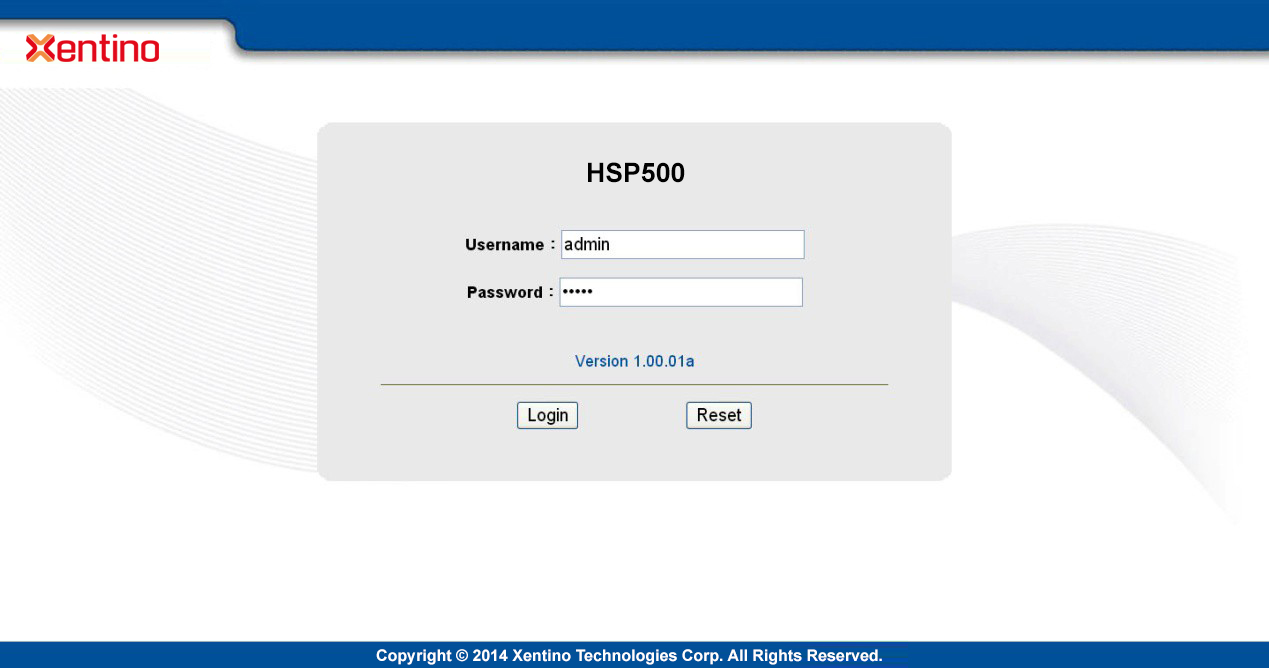 Xentino
HSP500
Username : admin
Password : •••••
Version 1.00.01a
Login Reset
Copyright © 2014 Xentino Technologies Corp. All Rights Reserved.